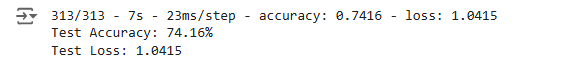 313/313 - 7s - 23ms/step - accuracy: 0.7416 - loss: 1.0415
Test Accuracy: 74.16%
Test Loss: 1.0415